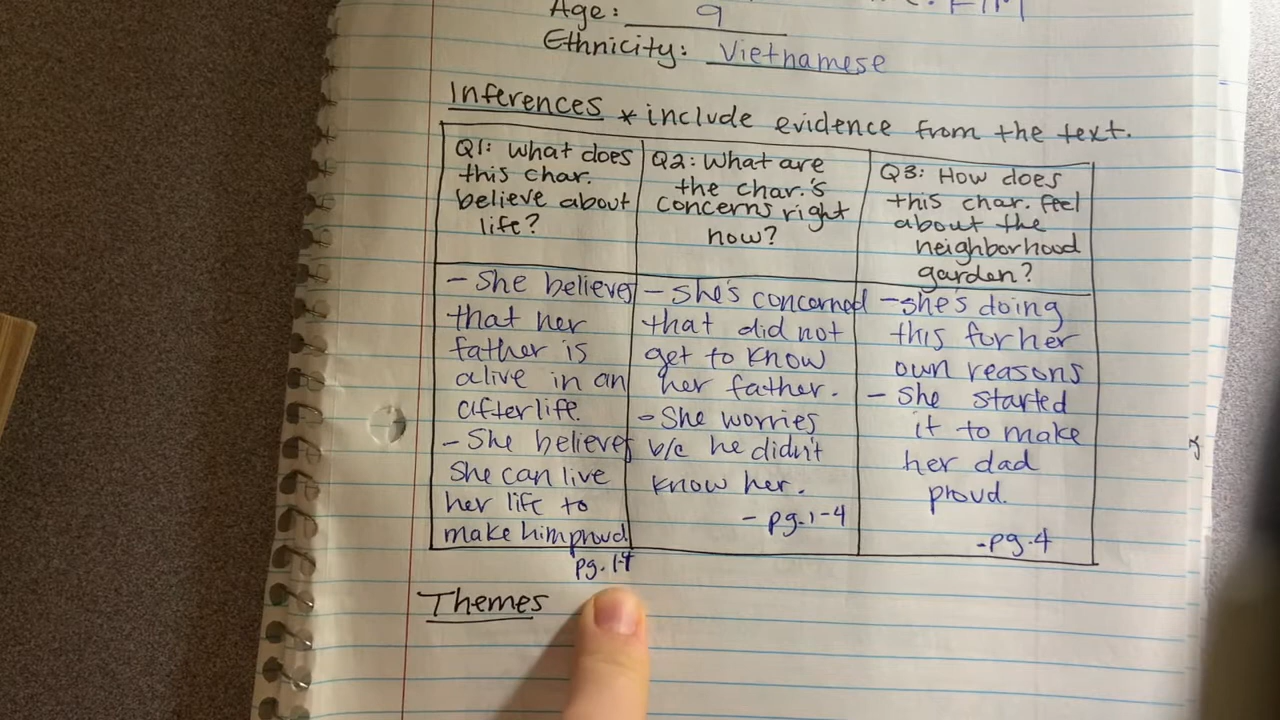 Age: 9
Ethnicity: Vietnamese
Inferences * include evidence from the text.
Q1: What does
this char.
believe about
life?
Q2: What are
the char.'s
concerns right
now?
Q3: How does
this char. feel
about the
neighborhood
garden?
- She believes
that her
father is
alive in an
afterlife.
- She believes
she can live
her life to
make him proud
pg. 1-4
- She's concerned
that did not
get to know
her father.
- She worries
b/c he didn't
know her.
- pg. 1-4
- she's doing
this for her
own reasons
- She started
it to make
her dad
proud.
- pg. 4
Themes